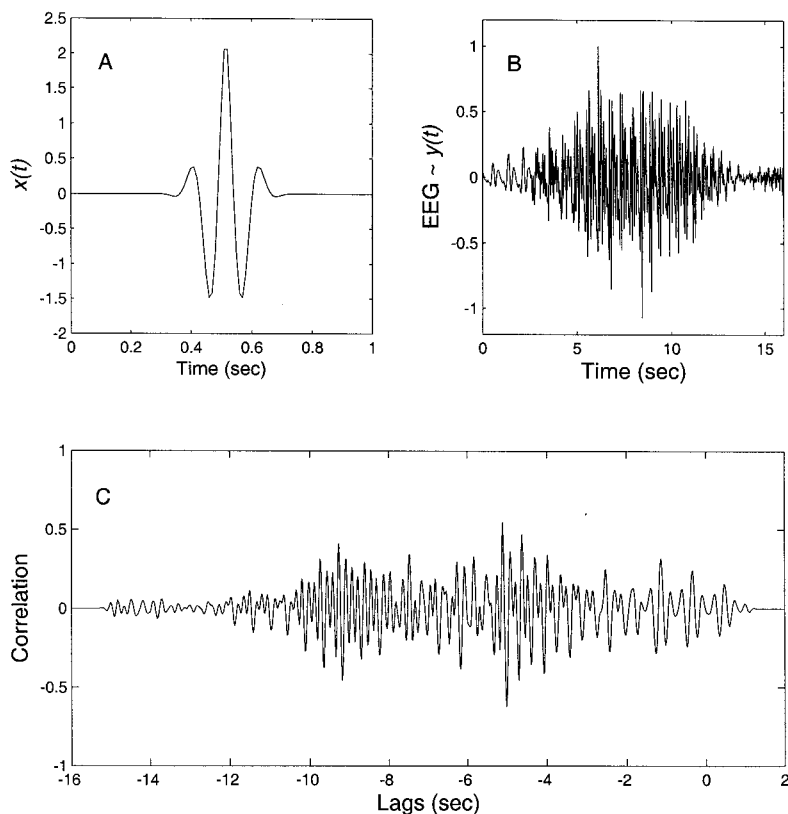 A
x(t)
2.5
2
1.5
1
0.5
0
-0.5
-1
-1.5
-2
0 0.2 0.4 0.6 0.8 1
Time (sec)
B
EEG ~ y(t)
1
0.5
0
-0.5
-1
0 5 10 15
Time (sec)
C
Correlation
1
0.5
0
-0.5
-1
-16 -14 -12 -10 -8 -6 -4 -2 0 2
Lags (sec)